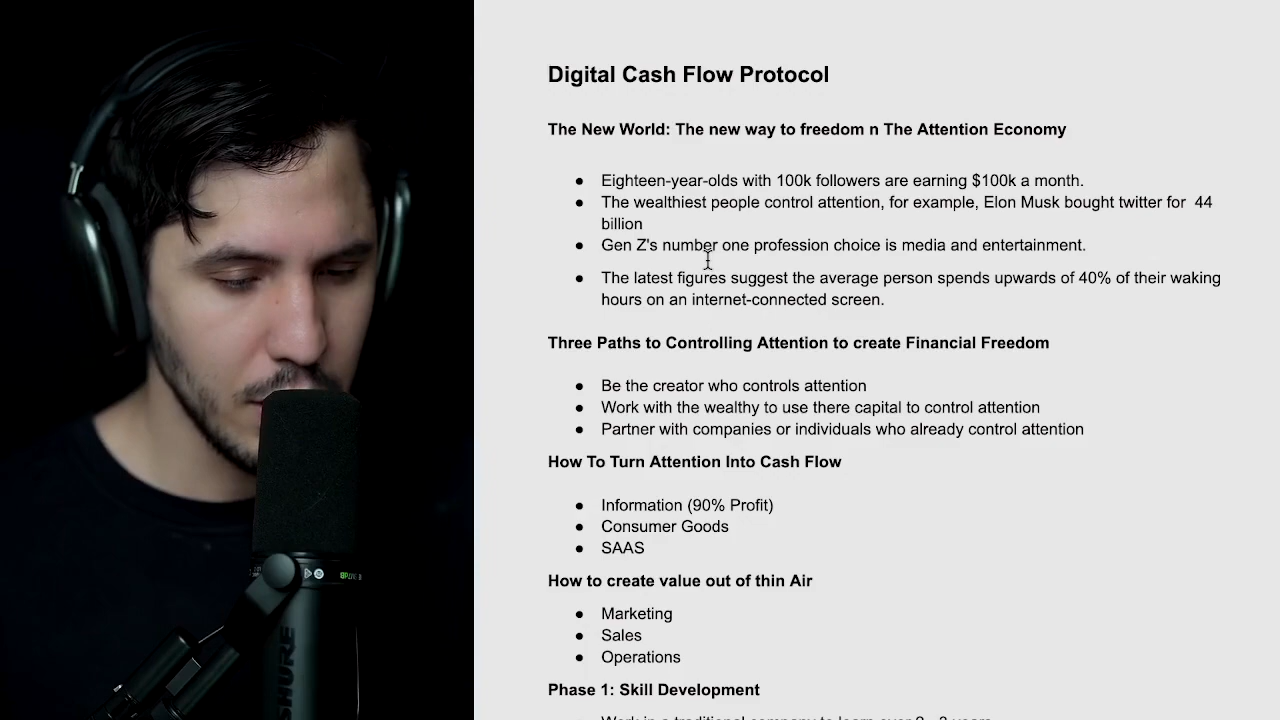 Digital Cash Flow Protocol
The New World: The new way to freedom n The Attention Economy
● Eighteen-year-olds with 100k followers are earning $100k a month.
● The wealthiest people control attention, for example, Elon Musk bought twitter for  44
billion
● Gen Z's number one profession choice is media and entertainment.
● The latest figures suggest the average person spends upwards of 40% of their waking
hours on an internet-connected screen.
Three Paths to Controlling Attention to create Financial Freedom
● Be the creator who controls attention
● Work with the wealthy to use there capital to control attention
● Partner with companies or individuals who already control attention
How To Turn Attention Into Cash Flow
● Information (90% Profit)
● Consumer Goods
● SAAS
How to create value out of thin Air
● Marketing
● Sales
● Operations
Phase 1: Skill Development
SHURE